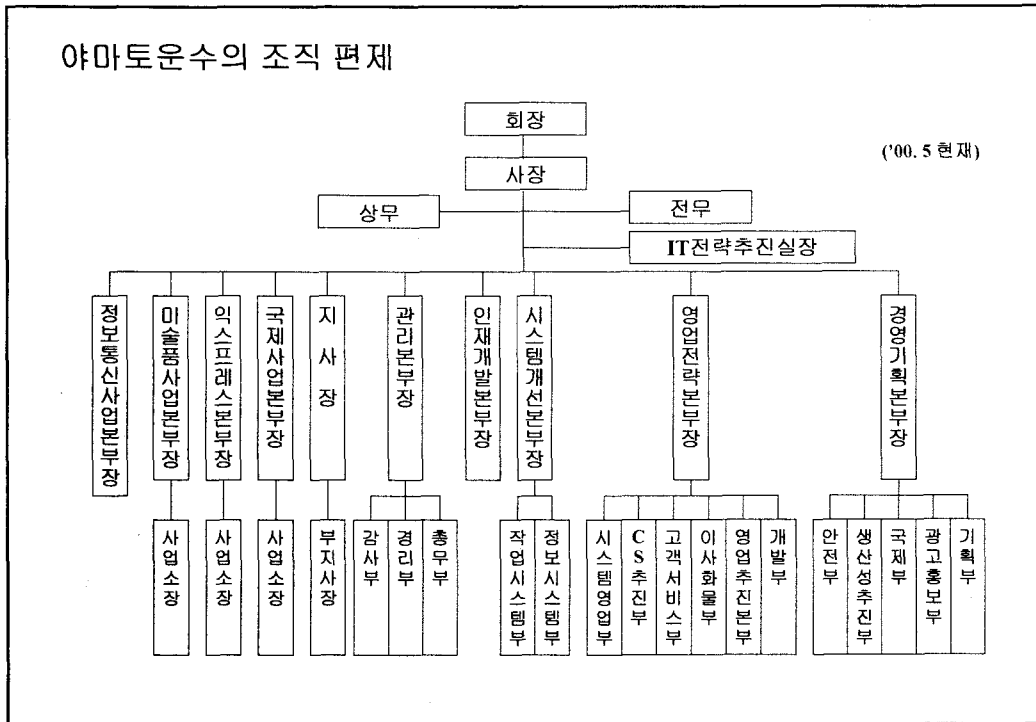 야마토운수의 조직 편제
회장
('00. 5 현재)
사장
상무
전무
IT전략추진실장
정보통신사업본부장
미술품사업본부장
익스프레스본부장
국제사업본부장
지사장
관리본부장
인재개발본부장
시스템개선본부장
영업전략본부장
경영기획본부장
사업소장
사업소장
사업소장
부지사장
감사부
경리부
총무부
작업시스템부
정보시스템부
시스템영업부
CS추진부
고객서비스부
이사화물부
영업추진본부
개발부
안전부
생산성추진부
국제부
광고홍보부
기획부